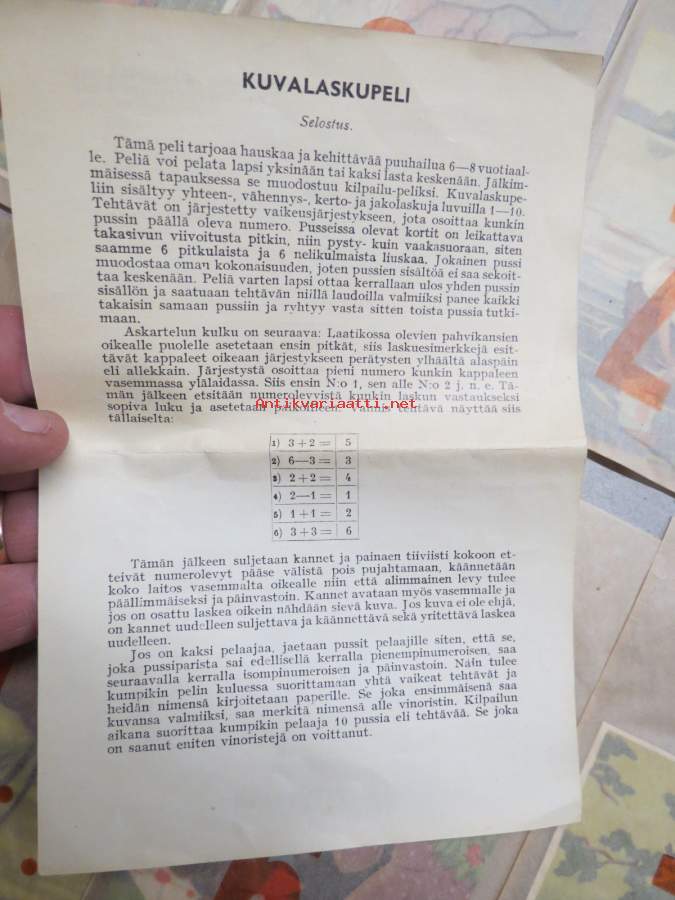 KUVALASKUPELI
Selostus.
Tämä peli tarjoaa hauskaa ja kehittävää puuhailua 6—8 vuotiaal-
le. Peliä voi pelata lapsi yksinään tai kaksi lasta keskenään. Jälkim-
mäisessä tapauksessa se muodostuu kilpailu-peliksi. Kuvalaskupe-
liin sisältyy yhteen-, vähennys-, kerto- ja jakolaskuja luvuilla 1—10.
Tehtävät on järjestetty vaikeusjärjestykseen, jota osoittaa kunkin
pussin päällä oleva numero. Pusseissa olevat kortit on leikattava
takasivun viivoitusta pitkin, niin pysty- kuin vaakasuoraan, siten
saamme 6 pitkulaista ja 6 nelikulmaista liuskaa. Jokainen pussi
muodostaa oman kokonaisuuden, joten pussien sisältöä ei saa sekoit-
taa keskenään. Peliä varten lapsi ottaa kerrallaan ulos yhden pussin
sisällön ja saatuaan tehtävän niillä laudoilla valmiiksi panee kaikki
takaisin samaan pussiin ja ryhtyy vasta sitten toista pussia tutki-
maan.
Askartelun kulku on seuraava: Laatikossa olevien pahvikansien
oikealle puolelle asetetaan ensin pitkät, siis laskuesimerkkejä esit-
tävät kappaleet oikeaan järjestykseen perätysten ylhäältä alaspäin
eli allekkain. Järjestystä osoittaa pieni numero kunkin kappaleen
vasemmassa ylälaidassa. Siis ensin N:o 1, sen alle N:o 2 j. n. e. Tä-
män jälkeen etsitään numerolevyistä kunkin laskun vastaukseksi
sopiva luku ja asetetaan paikoilleen. Valmis tehtävä näyttää siis
Antikvariaatti.net
tällaiselta:
1) 3+2= 5
2) 6—3= 3
3) 2+2= 4
4) 2—1= 1
5) 1+1= 2
6) 3+3= 6
Tämän jälkeen suljetaan kannet ja painaen tiiviisti kokoon et-
teivät numerolevyt pääse välistä pois pujahtamaan, käännetään
koko laitos vasemmalta oikealle niin että alimmainen levy tulee
päällimmäiseksi ja päinvastoin. Kannet avataan myös vasemmalle ja
jos on osattu laskea oikein nähdään sievä kuva. Jos kuva ei ole ehjä,
on kannet uudelleen suljettava ja käännettävä sekä yritettävä laskea
uudelleen.
Jos on kaksi pelaajaa, jaetaan pussit pelaajille siten, että se,
joka pussiparista sai edellisellä kerralla pienempinumeroisen, saa
seuraavalla kerralla isompinumeroisen ja päinvastoin. Näin tulee
kumpikin pelin kuluessa suorittamaan yhtä vaikeat tehtävät ja
heidän nimensä kirjoitetaan paperille. Se joka ensimmäisenä saa
kuvansa valmiiksi, saa merkitä nimensä alle vinoristin. Kilpailun
aikana suorittaa kumpikin pelaaja 10 pussia eli tehtävää. Se joka
on saanut eniten vinoristejä on voittanut.